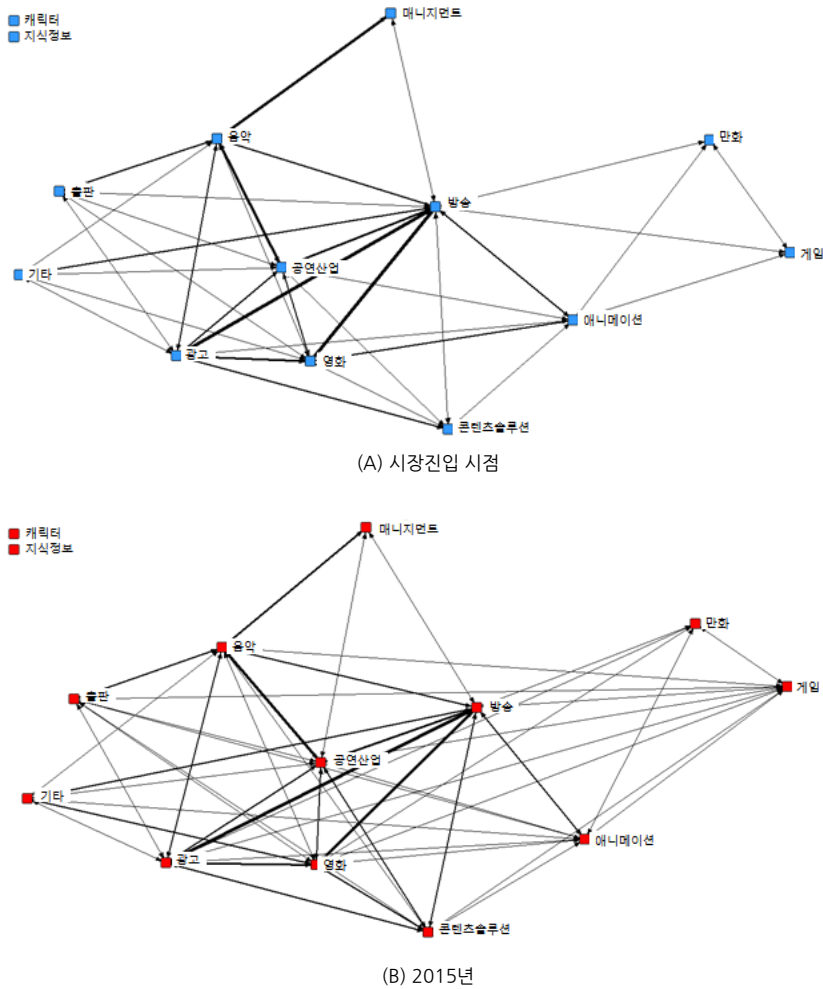 캐릭터
지식정보
매니지먼트
음악
만화
출판
방송
게임
기타
공연산업
애니메이션
광고
영화
콘텐츠솔루션
(A) 시장진입 시점
캐릭터
지식정보
매니지먼트
만화
음악
게임
출판
방송
공연산업
기타
애니메이션
광고
영화
콘텐츠솔루션
(B) 2015년